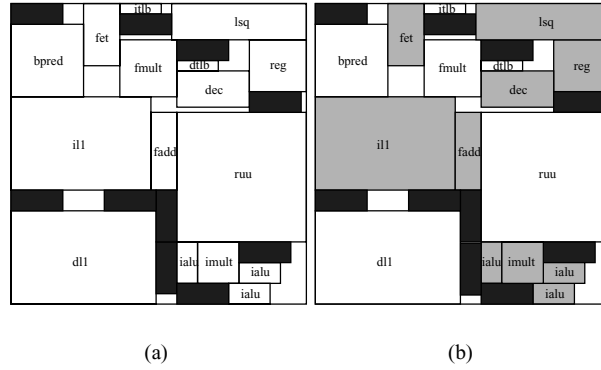 itlb
lsq
fet
bpred
fmult
reg
dtlb
dec
il1
fadd
ruu
dl1
ialu
imult
ialu
ialu
(a)
itlb
lsq
fet
bpred
fmult
reg
dtlb
dec
il1
fadd
ruu
dl1
ialu
imult
ialu
ialu
(b)